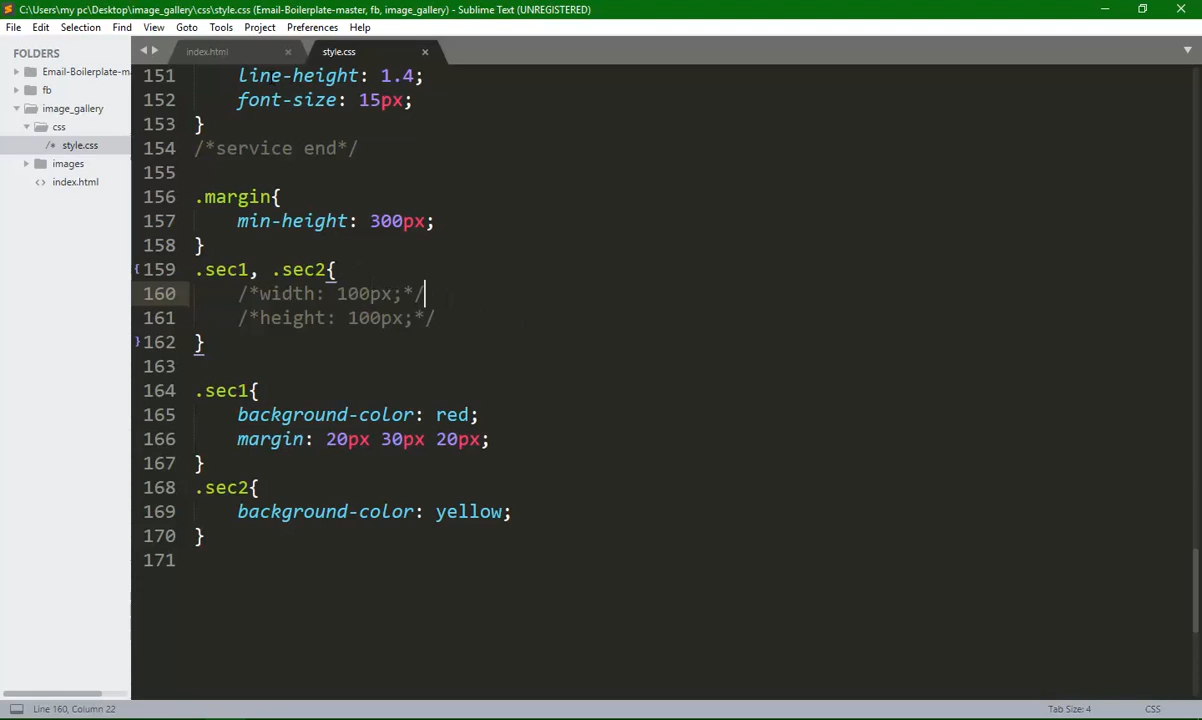 C:\Users\my pc\Desktop\image_gallery\css\style.css (Email-Boilerplate-master, fb, image_gallery) - Sublime Text (UNREGISTERED)
File Edit Selection Find View Goto Tools Project Preferences Help
FOLDERS
Email-Boilerplate-ma
fb
image_gallery
css
/* style.css
images
<> index.html
index.html
style.css
151 line-height: 1.4;
152 font-size: 15px;
153 }
154 /*service end*/
155
156 .margin{
157 min-height: 300px;
158 }
159 .sec1, .sec2{
160 /*width: 100px;*/
161 /*height: 100px;*/
162 }
163
164 .sec1{
165 background-color: red;
166 margin: 20px 30px 20px;
167 }
168 .sec2{
169 background-color: yellow;
170 }
171
Line 160, Column 22
Tab Size: 4
CSS